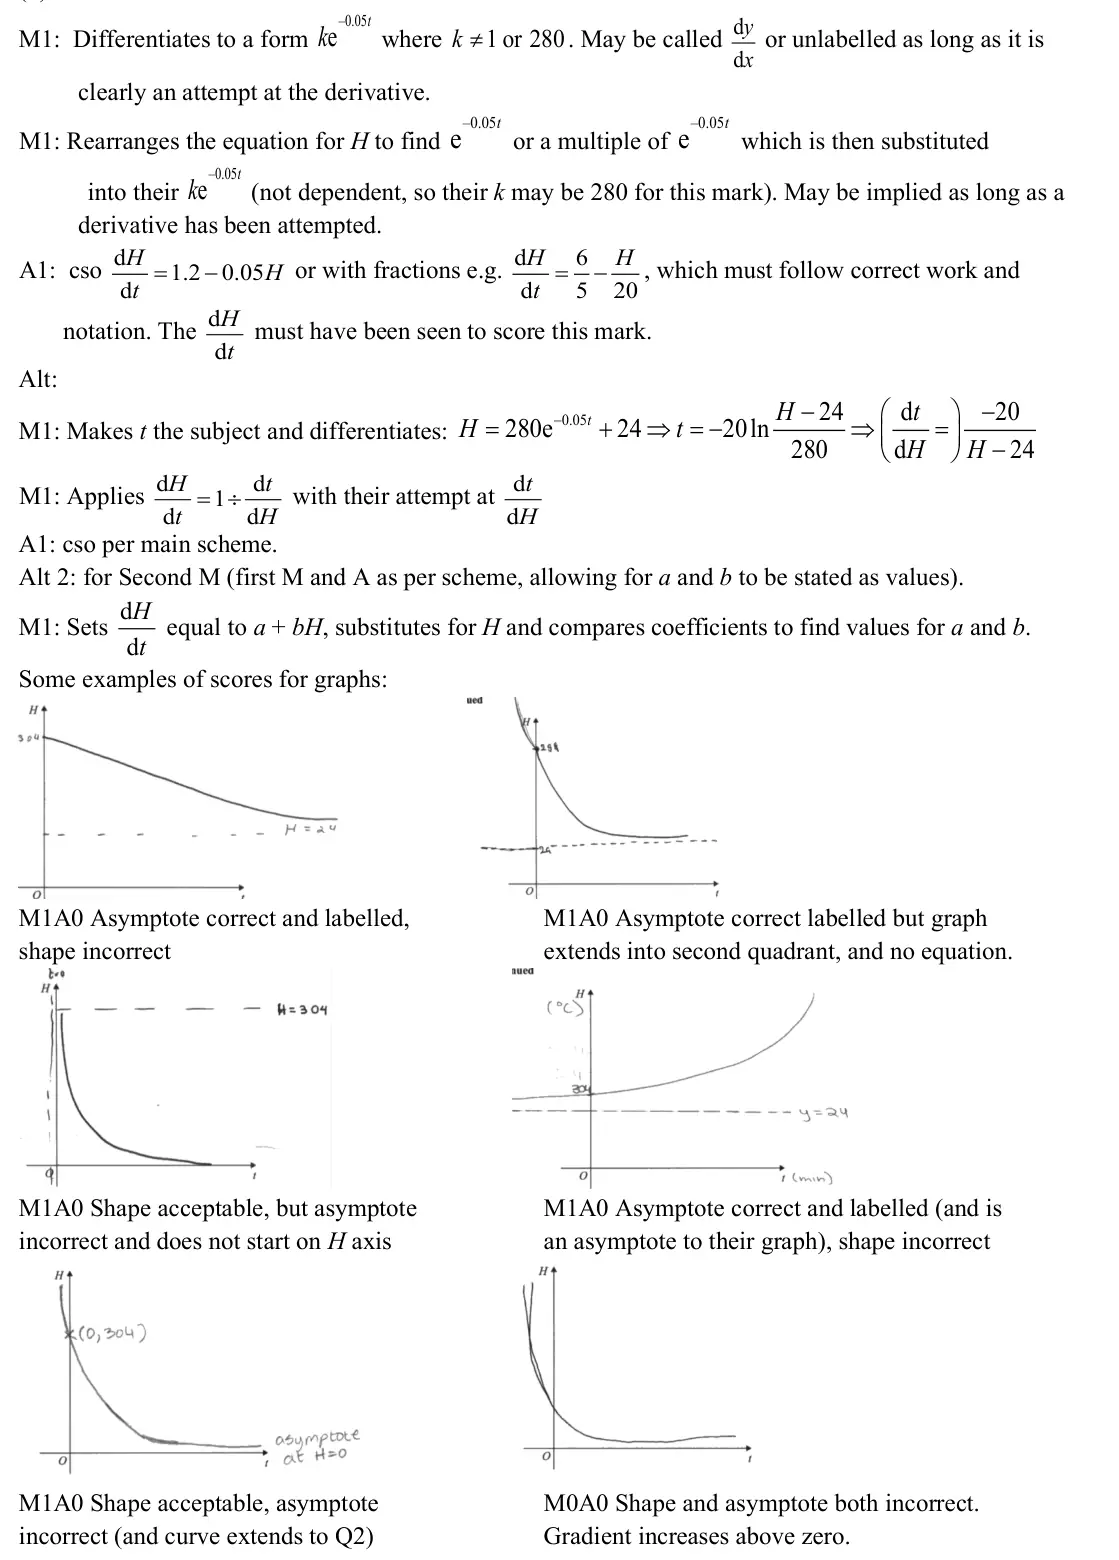 M1: Differentiates to a form ke^{-0.05t} where k ≠ 1 or 280. May be called dy/dx or unlabelled as long as it is
clearly an attempt at the derivative.
M1: Rearranges the equation for H to find e^{-0.05t} or a multiple of e^{-0.05t} which is then substituted
into their ke^{-0.05t} (not dependent, so their k may be 280 for this mark). May be implied as long as a
derivative has been attempted.
A1: cso dH/dt = 1.2 − 0.05H or with fractions e.g. dH/dt = 6/5 − H/20, which must follow correct work and
notation. The dH/dt must have been seen to score this mark.
Alt:
M1: Makes t the subject and differentiates: H = 280e^{-0.05t} + 24 ⇒ t = −20 ln (H − 24)/280 ⇒ (dt/dH =) −20/(H − 24)
M1: Applies dH/dt = 1 ÷ dt/dH with their attempt at dt/dH
A1: cso per main scheme.
Alt 2: for Second M (first M and A as per scheme, allowing for a and b to be stated as values).
M1: Sets dH/dt equal to a + bH, substitutes for H and compares coefficients to find values for a and b.
Some examples of scores for graphs:
H
304
H = 24
O
ued
H
O
t
M1A0 Asymptote correct and labelled,
shape incorrect
M1A0 Asymptote correct labelled but graph
extends into second quadrant, and no equation.
H
H=304
t
nued
H
(°C)
304
y=24
O
t (min)
M1A0 Shape acceptable, but asymptote
incorrect and does not start on H axis
M1A0 Asymptote correct and labelled (and is
an asymptote to their graph), shape incorrect
H
(0,304)
asymptote
at H=0
O
t
H
O
t
M1A0 Shape acceptable, asymptote
incorrect (and curve extends to Q2)
M0A0 Shape and asymptote both incorrect.
Gradient increases above zero.